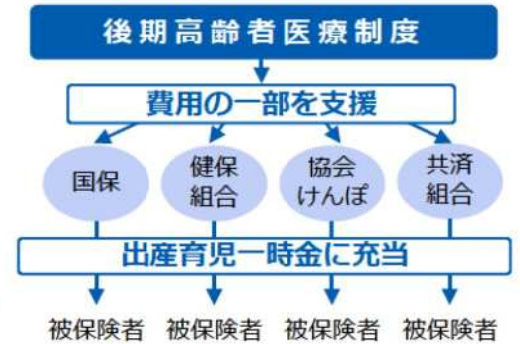 後期高齢者医療制度
費用の一部を支援
国保
健保
組合
協会
けんぽ
共済
組合
出産育児一時金に充当
被保険者 被保険者 被保険者 被保険者